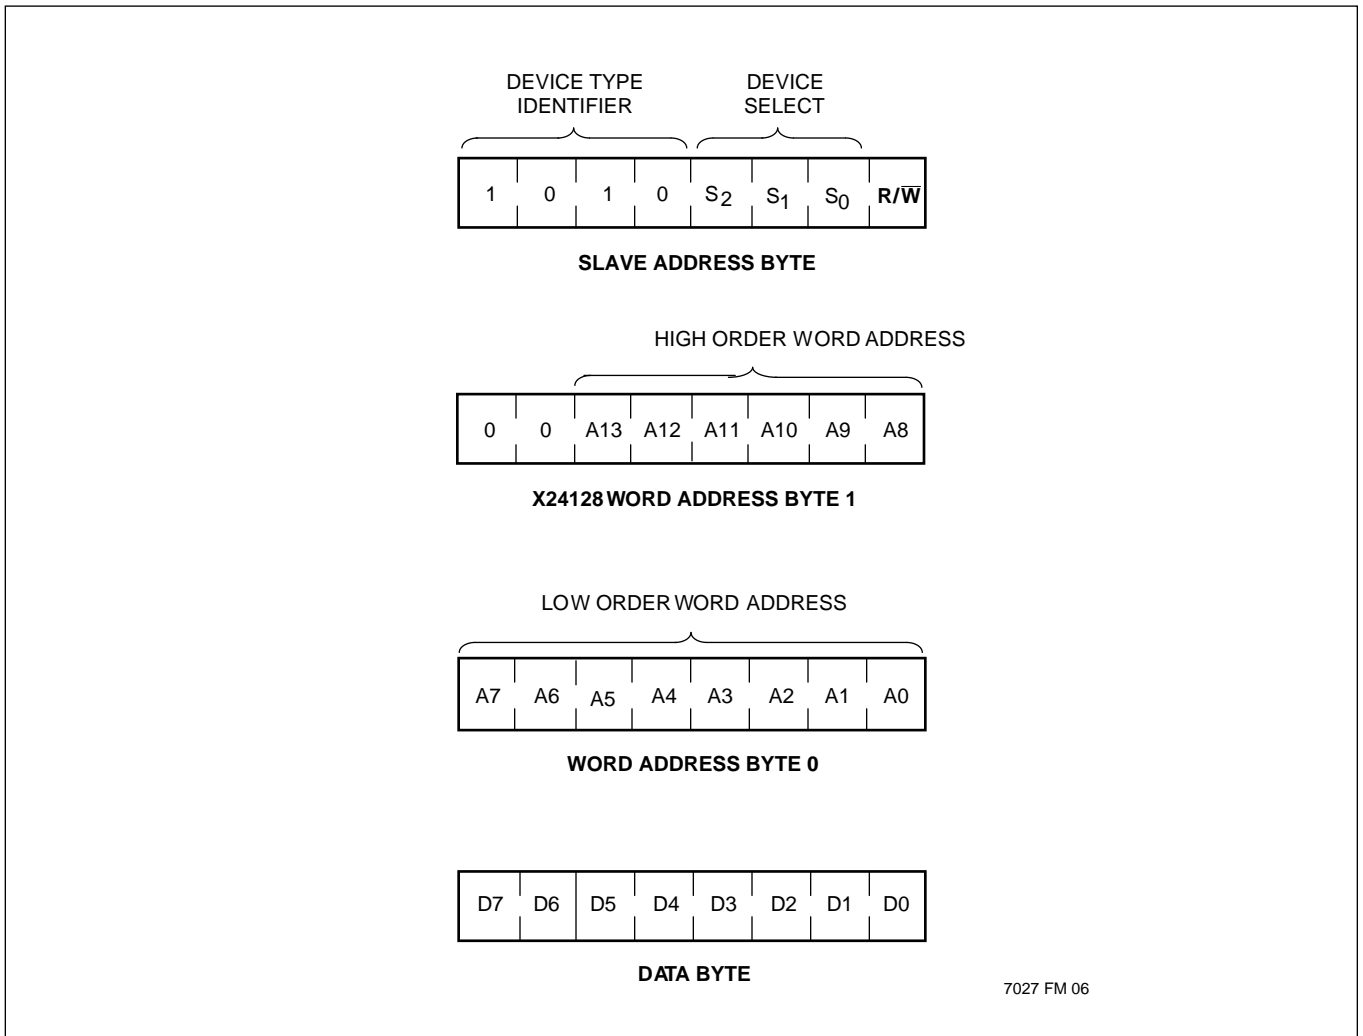 DEVICE TYPE IDENTIFIER
DEVICE SELECT
1 0 1 0 S2 S1 S0 R/W̅
SLAVE ADDRESS BYTE
HIGH ORDER WORD ADDRESS
0 0 A13 A12 A11 A10 A9 A8
X24128 WORD ADDRESS BYTE 1
LOW ORDER WORD ADDRESS
A7 A6 A5 A4 A3 A2 A1 A0
WORD ADDRESS BYTE 0
D7 D6 D5 D4 D3 D2 D1 D0
DATA BYTE
7027 FM 06